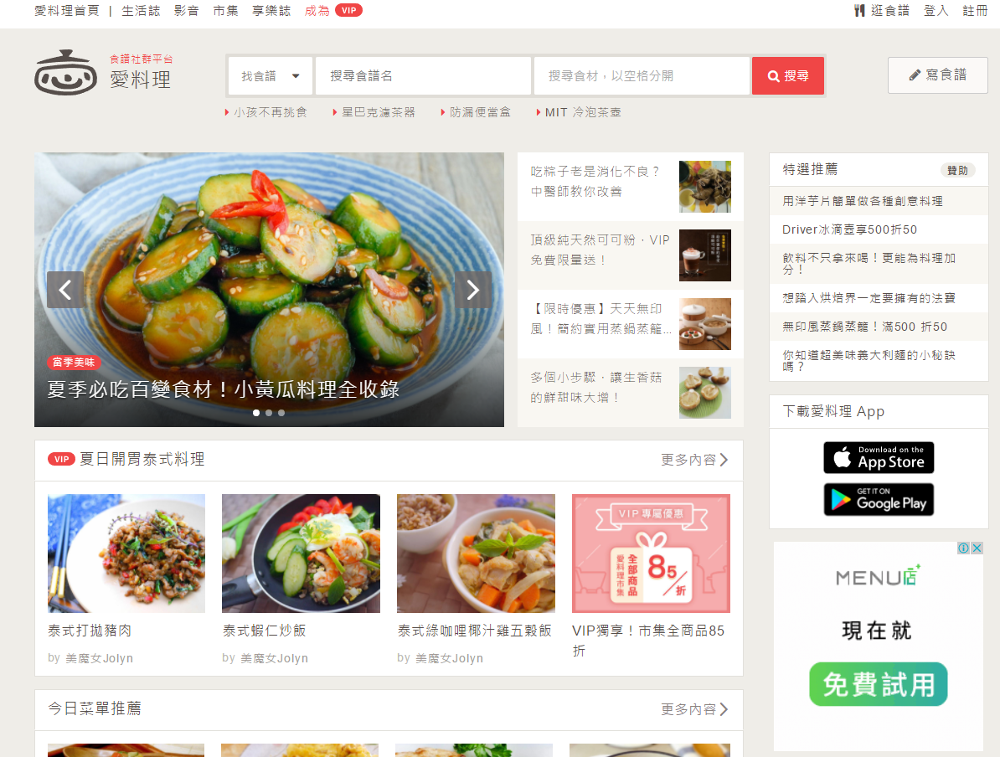 愛料理首頁 | 生活誌 影音 市集 享樂誌 成為 VIP
逛食譜 登入 註冊
食譜社群平台
愛料理
找食譜
搜尋食譜名
搜尋食材，以空格分開
搜尋
寫食譜
小孩不再挑食
星巴克濾茶器
防漏便當盒
MIT 冷泡茶壺
當季美味
夏季必吃百變食材！小黃瓜料理全收錄
吃粽子老是消化不良？
中醫師教你改善
頂級純天然可可粉．VIP
免費限量送！
【限時優惠】天天無印
風！簡約實用蒸鍋蒸籠...
多個小步驟．讓生香菇
的鮮甜味大增！
特選推薦
贊助
用洋芋片簡單做各種創意料理
Driver冰滴壺享500折50
飲料不只拿來喝！更能為料理加
分！
想踏入烘焙界一定要擁有的法寶
無印風蒸鍋蒸籠！滿500 折50
你知道超美味義大利麵的小秘訣
嗎？
下載愛料理 App
Download on the
App Store
GET IT ON
Google Play
VIP 夏日開胃泰式料理
更多內容
VIP 專屬優惠
愛料理市集
全部商品
85折
泰式打拋豬肉
by 美魔女Jolyn
泰式蝦仁炒飯
by 美魔女Jolyn
泰式綠咖哩椰汁雞五穀飯
by 美魔女Jolyn
VIP獨享！市集全商品85
折
今日菜單推薦
更多內容
MENU店
現在就
免費試用